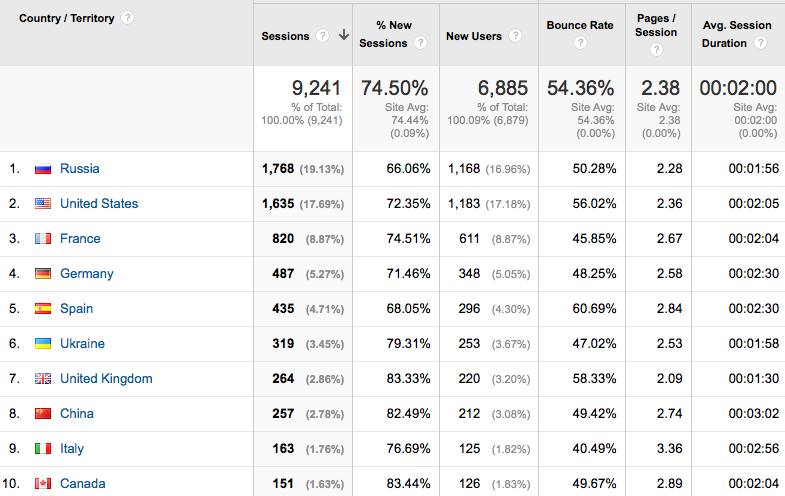 Country / Territory ? Sessions ? ↓ % New Sessions ? New Users ? Bounce Rate ? Pages / Session ? Avg. Session Duration ?
9,241 74.50% 6,885 54.36% 2.38 00:02:00
% of Total: Site Avg: % of Total: Site Avg: Site Avg: Site Avg:
100.00% (9,241) 74.44% 100.09% (6,879) 54.36% 2.38 00:02:00
(0.09%) (0.00%) (0.00%) (0.00%)
1. Russia 1,768 (19.13%) 66.06% 1,168 (16.96%) 50.28% 2.28 00:01:56
2. United States 1,635 (17.69%) 72.35% 1,183 (17.18%) 56.02% 2.36 00:02:05
3. France 820 (8.87%) 74.51% 611 (8.87%) 45.85% 2.67 00:02:04
4. Germany 487 (5.27%) 71.46% 348 (5.05%) 48.25% 2.58 00:02:30
5. Spain 435 (4.71%) 68.05% 296 (4.30%) 60.69% 2.84 00:02:30
6. Ukraine 319 (3.45%) 79.31% 253 (3.67%) 47.02% 2.53 00:01:58
7. United Kingdom 264 (2.86%) 83.33% 220 (3.20%) 58.33% 2.09 00:01:30
8. China 257 (2.78%) 82.49% 212 (3.08%) 49.42% 2.74 00:03:02
9. Italy 163 (1.76%) 76.69% 125 (1.82%) 40.49% 3.36 00:02:56
10. Canada 151 (1.63%) 83.44% 126 (1.83%) 49.67% 2.89 00:02:04